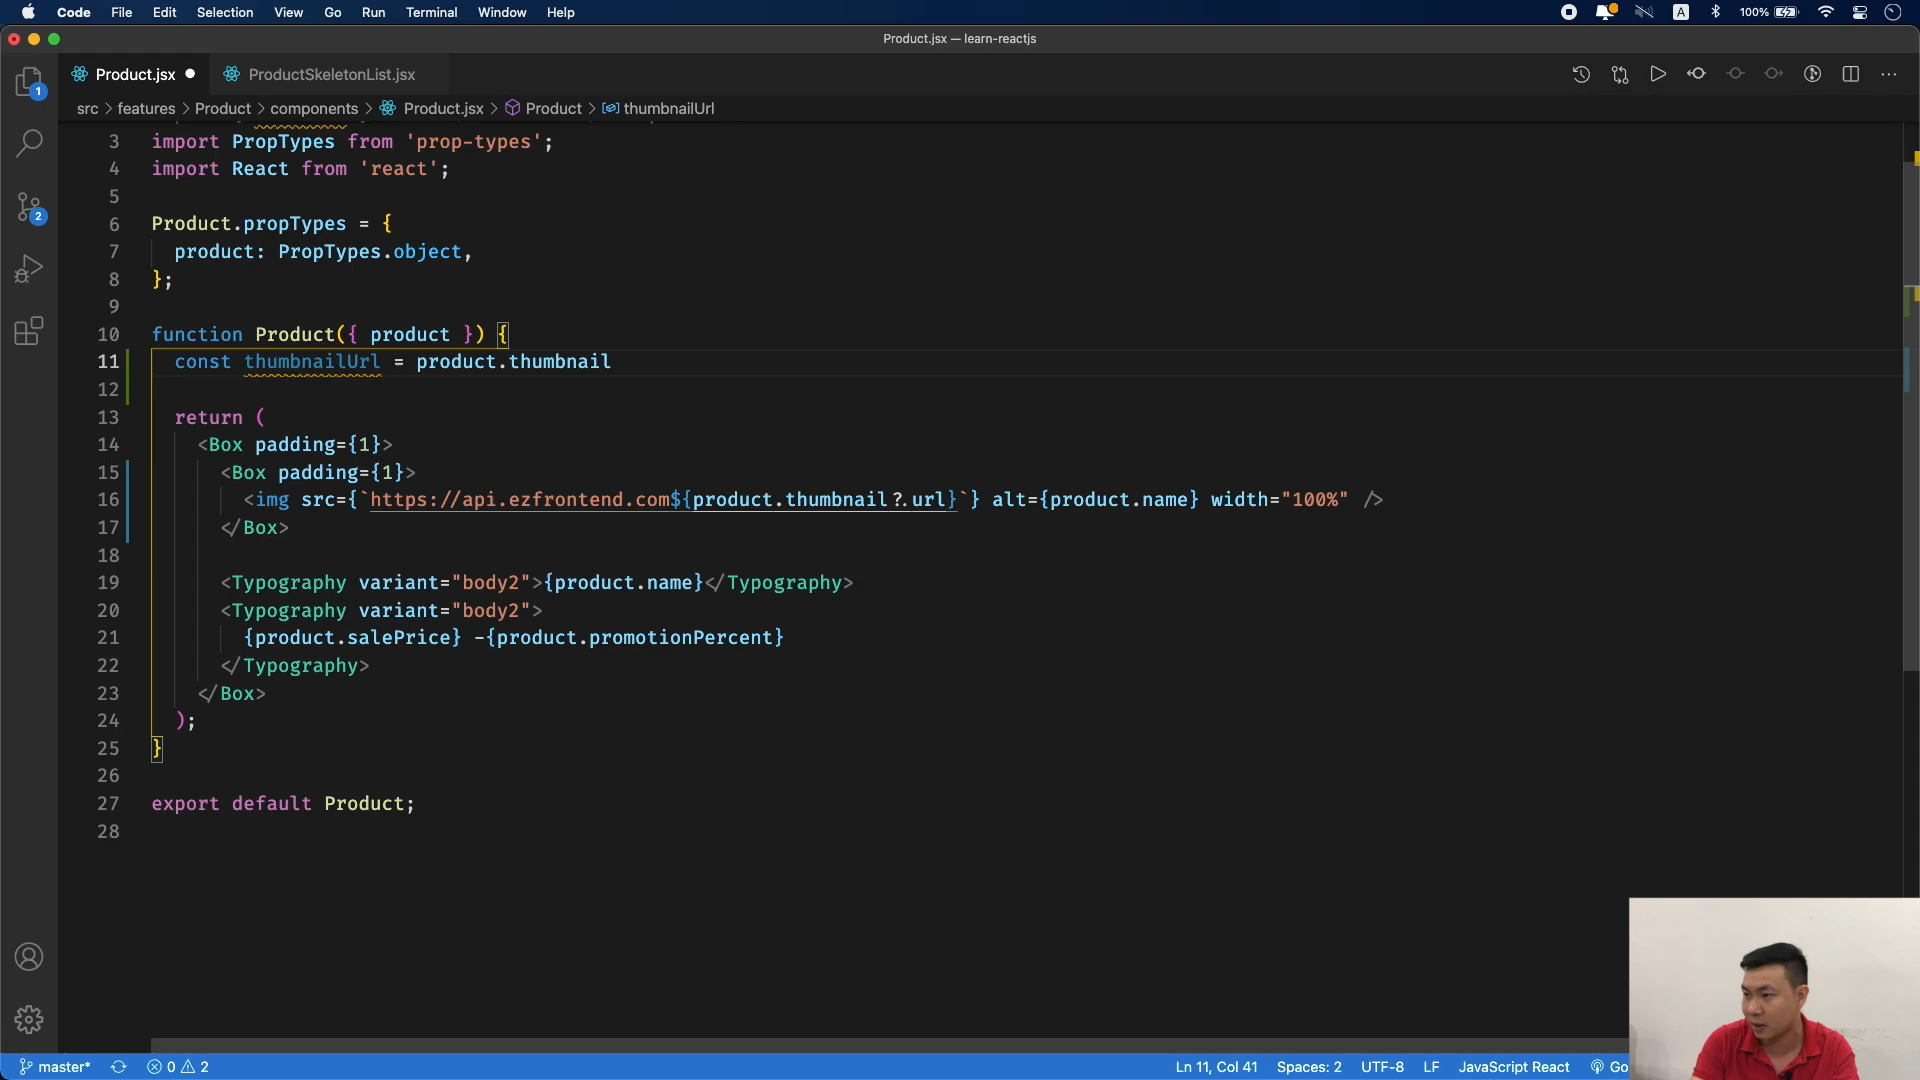 Code File Edit Selection View Go Run Terminal Window Help A 100%
Product.jsx — learn-reactjs
Product.jsx ProductSkeletonList.jsx
src > features > Product > components > Product.jsx > Product > thumbnailUrl
3 import PropTypes from 'prop-types';
4 import React from 'react';
5
6 Product.propTypes = {
7 product: PropTypes.object,
8 };
9
10 function Product({ product }) {
11 const thumbnailUrl = product.thumbnail
12
13 return (
14 <Box padding={1}>
15 <Box padding={1}>
16 <img src={`https://api.ezfrontend.com${product.thumbnail?.url}`} alt={product.name} width="100%" />
17 </Box>
18
19 <Typography variant="body2">{product.name}</Typography>
20 <Typography variant="body2">
21 {product.salePrice} -{product.promotionPercent}
22 </Typography>
23 </Box>
24 );
25 }
26
27 export default Product;
28
1
2
master* 0 2 Ln 11, Col 41 Spaces: 2 UTF-8 LF JavaScript React Go